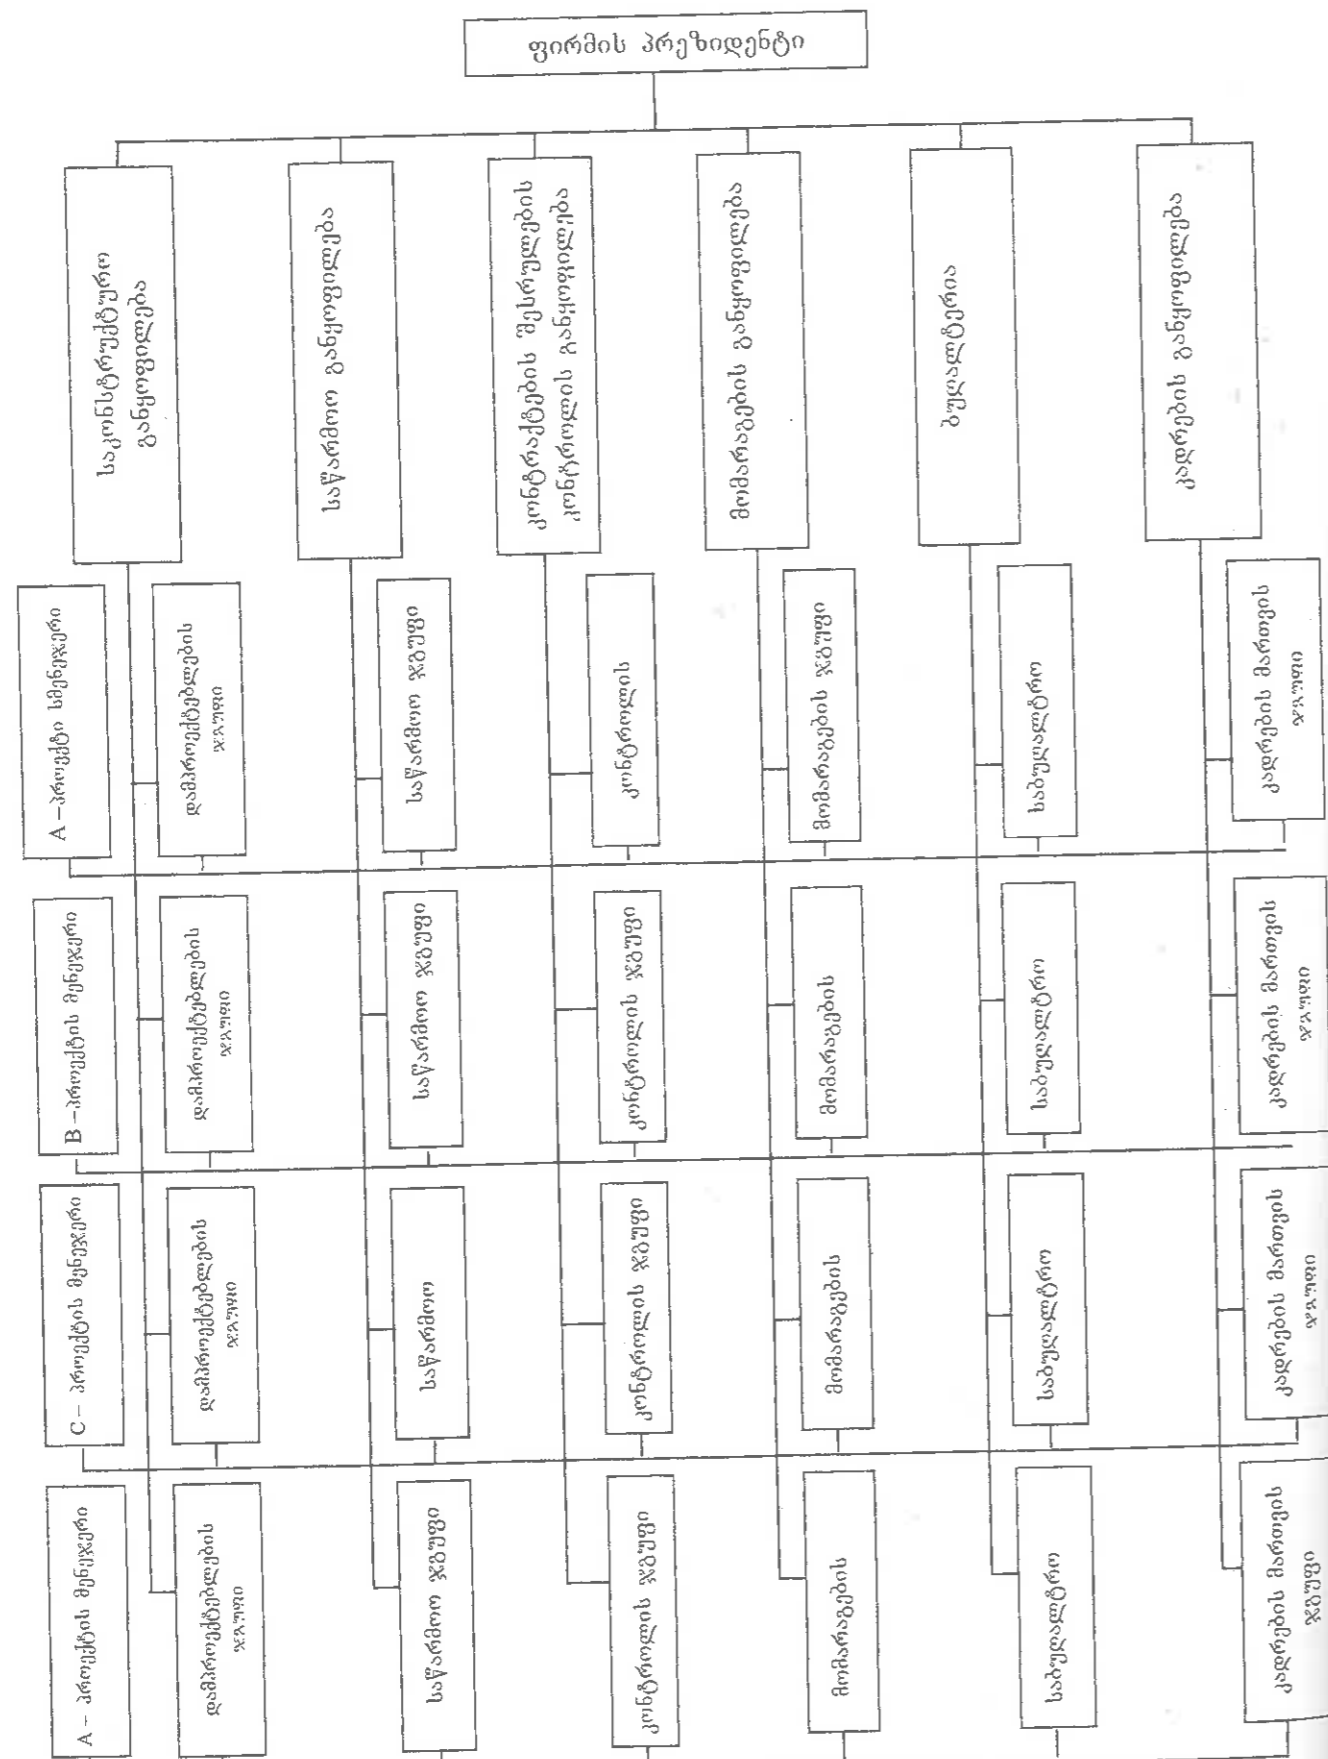 ფირმის პრეზიდენტი
საკონსტრუქტურო
განყოფილება
საწარმოო განყოფილება
კონტრაქტების შესრულების
კონტროლის განყოფილება
მომარაგების განყოფილება
ბუღალტერია
კადრების განყოფილება
A –პროექტი სმენეჯერი
დამპროექტებლების
ჯგუფი
საწარმოო ჯგუფი
კონტროლის
მომარაგების ჯგუფი
საბუღალტრო
კადრების მართვის
ჯგუფი
B –პროექტის მენეჯერი
დამპროექტებლების
ჯგუფი
საწარმოო ჯგუფი
კონტროლის ჯგუფი
მომარაგების
საბუღალტრო
კადრების მართვის
ჯგუფი
C – პროექტის მენეჯერი
დამპროექტებლების
ჯგუფი
საწარმოო
კონტროლის ჯგუფი
მომარაგების
საბუღალტრო
კადრების მართვის
ჯგუფი
A – პროექტის მენეჯერი
დამპროექტებლების
ჯგუფი
საწარმოო ჯგუფი
კონტროლის ჯგუფი
მომარაგების
საბუღალტრო
კადრების მართვის
ჯგუფი